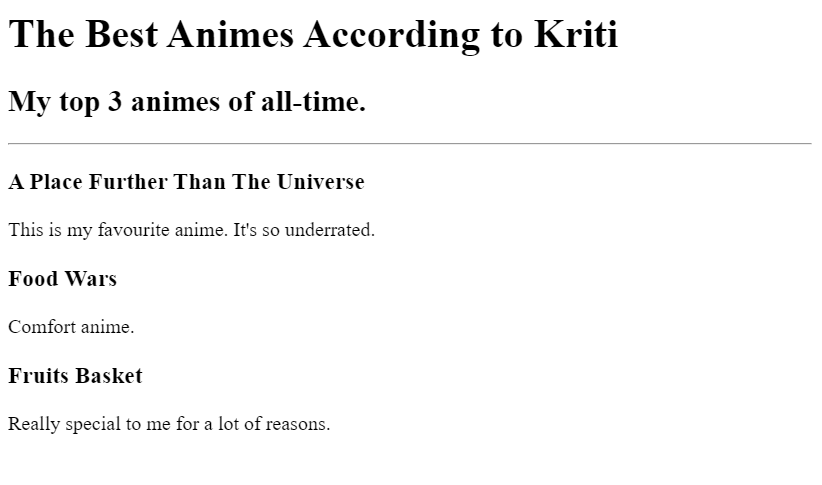 The Best Animes According to Kriti
My top 3 animes of all-time.
A Place Further Than The Universe
This is my favourite anime. It's so underrated.
Food Wars
Comfort anime.
Fruits Basket
Really special to me for a lot of reasons.